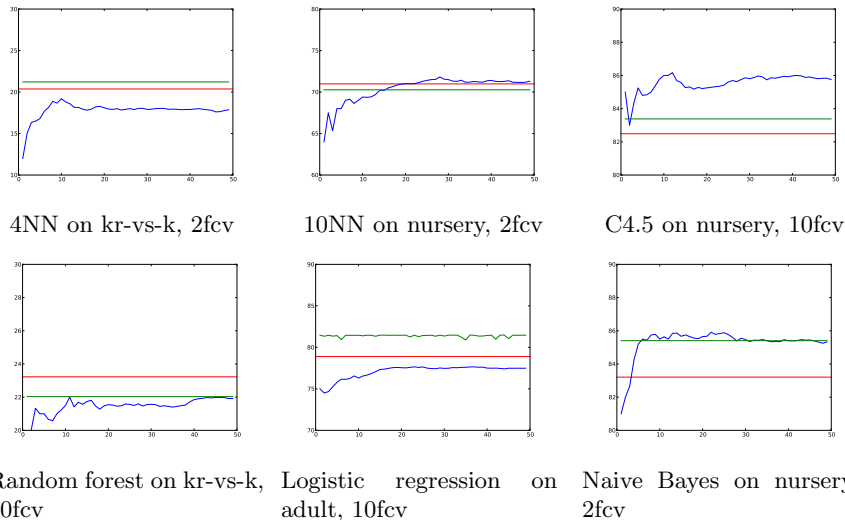 30
25
20
15
10
0 10 20 30 40 50
4NN on kr-vs-k, 2fcv
80
75
70
65
60
0 10 20 30 40 50
10NN on nursery, 2fcv
90
88
86
84
82
80
0 10 20 30 40 50
C4.5 on nursery, 10fcv
30
28
26
24
22
20
0 10 20 30 40 50
Random forest on kr-vs-k,
0fcv
90
85
80
75
70
0 10 20 30 40 50
Logistic regression on
adult, 10fcv
90
88
86
84
82
80
0 10 20 30 40 50
Naive Bayes on nursery
2fcv